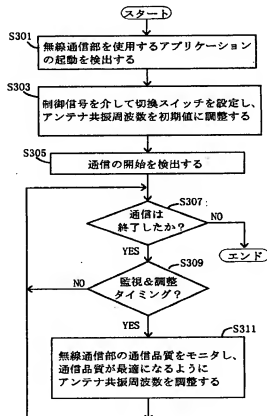 スタート
S301
無線通信部を使用するアプリケーション
の起動を検出する
S303
制御信号を介して切換スイッチを設定し、
アンテナ共振周波数を初期値に調整する
S305
通信の開始を検出する
S307
通信は
終了したか?
NO
エンド
YES
S309
監視&調整
タイミング?
NO
YES
S311
無線通信部の通信品質をモニタし、
通信品質が最適になるように
アンテナ共振周波数を調整する